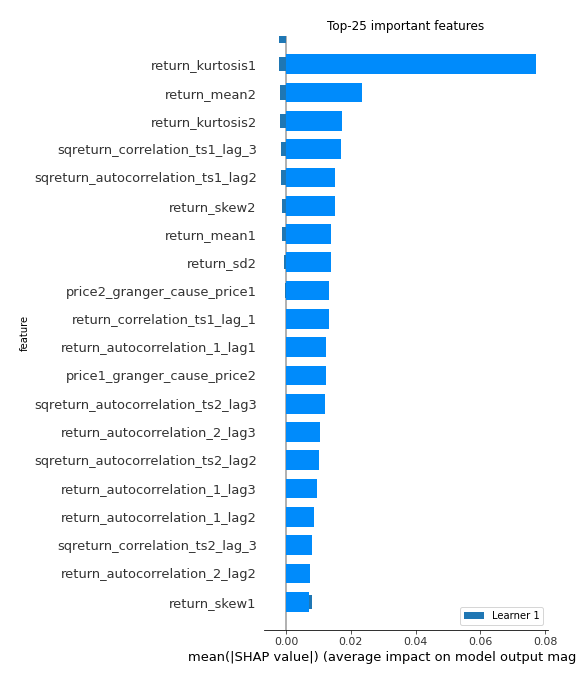 Top-25 important features
return_kurtosis1
return_mean2
return_kurtosis2
sqreturn_correlation_ts1_lag_3
sqreturn_autocorrelation_ts1_lag2
return_skew2
return_mean1
return_sd2
price2_granger_cause_price1
return_correlation_ts1_lag_1
return_autocorrelation_1_lag1
price1_granger_cause_price2
sqreturn_autocorrelation_ts2_lag3
return_autocorrelation_2_lag3
sqreturn_autocorrelation_ts2_lag2
return_autocorrelation_1_lag3
return_autocorrelation_1_lag2
sqreturn_correlation_ts2_lag_3
return_autocorrelation_2_lag2
return_skew1
feature
Learner 1
0.00 0.02 0.04 0.06 0.08
mean(|SHAP value|) (average impact on model output mag